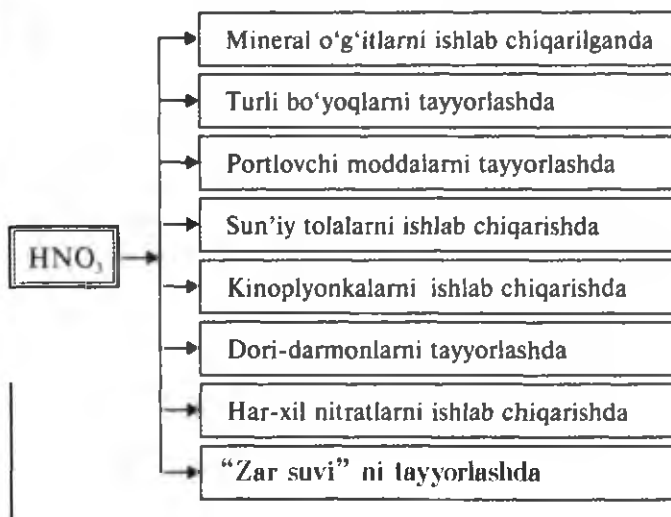 Mineral o‘g‘itlarni ishlab chiqarilganda
Turli bo‘yoqlarni tayyorlashda
Portlovchi moddalarni tayyorlashda
Sun’iy tolalarni ishlab chiqarishda
HNO₃
Kinoplyonkalarni ishlab chiqarishda
Dori-darmonlarni tayyorlashda
Har-xil nitratlarni ishlab chiqarishda
“Zar suvi” ni tayyorlashda